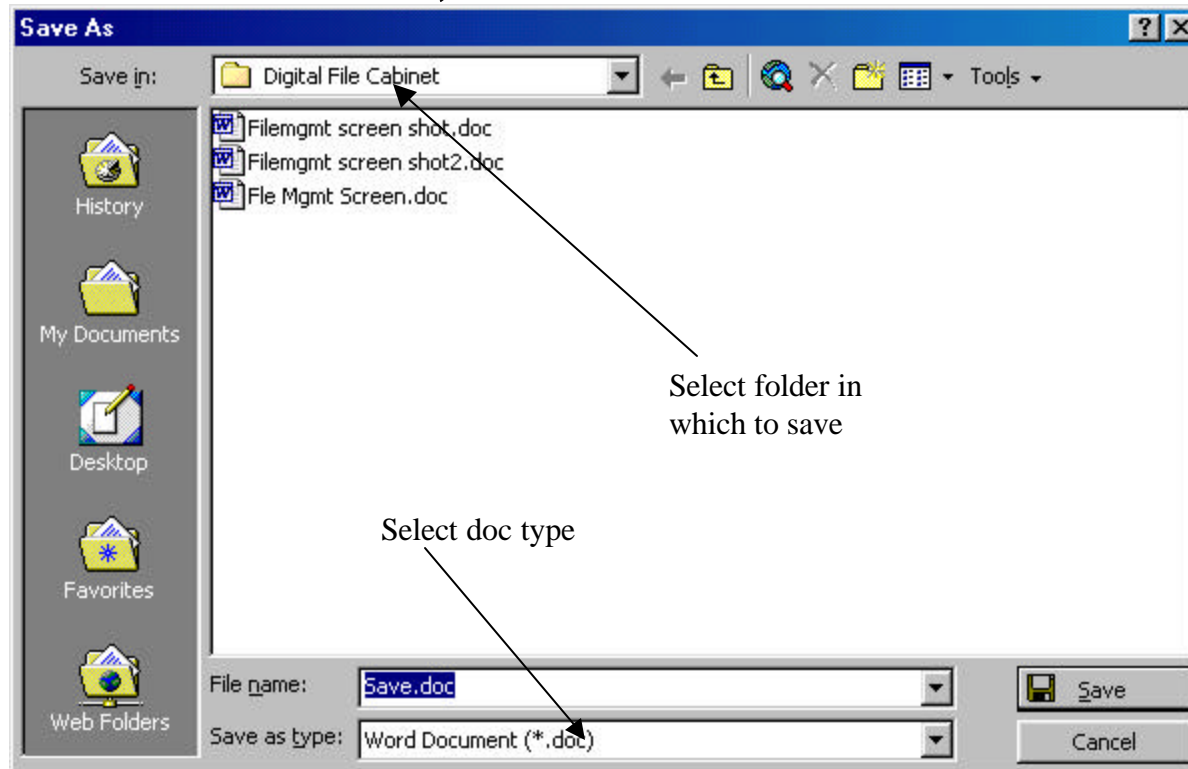 Save As
Save in:
Digital File Cabinet
Tools
Filemgmt screen shot.doc
Filemgmt screen shot2.doc
Fle Mgmt Screen.doc
History
My Documents
Desktop
Favorites
Web Folders
Select folder in
which to save
Select doc type
File name:
Save.doc
Save
Save as type:
Word Document (*.doc)
Cancel